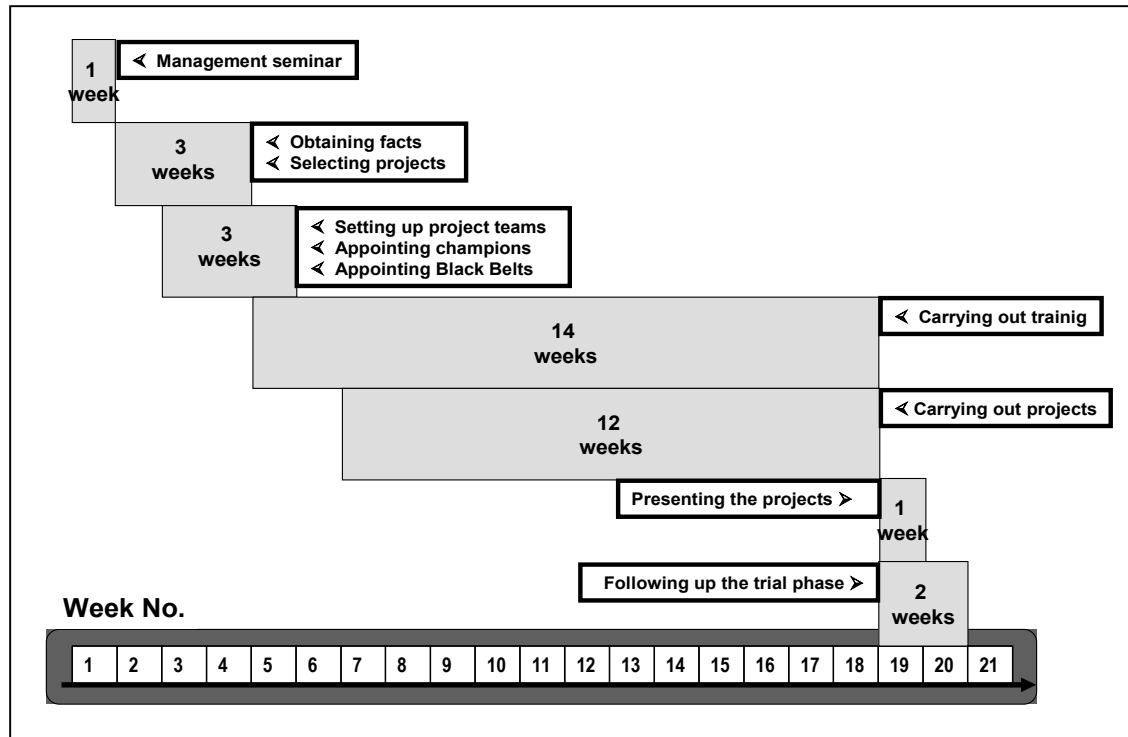 1
week
⮜ Management seminar
3
weeks
⮜ Obtaining facts
⮜ Selecting projects
3
weeks
⮜ Setting up project teams
⮜ Appointing champions
⮜ Appointing Black Belts
14
weeks
⮜ Carrying out trainig
12
weeks
⮜ Carrying out projects
Presenting the projects ⮞
1
week
Following up the trial phase ⮞
2
weeks
Week No.
1 2 3 4 5 6 7 8 9 10 11 12 13 14 15 16 17 18 19 20 21